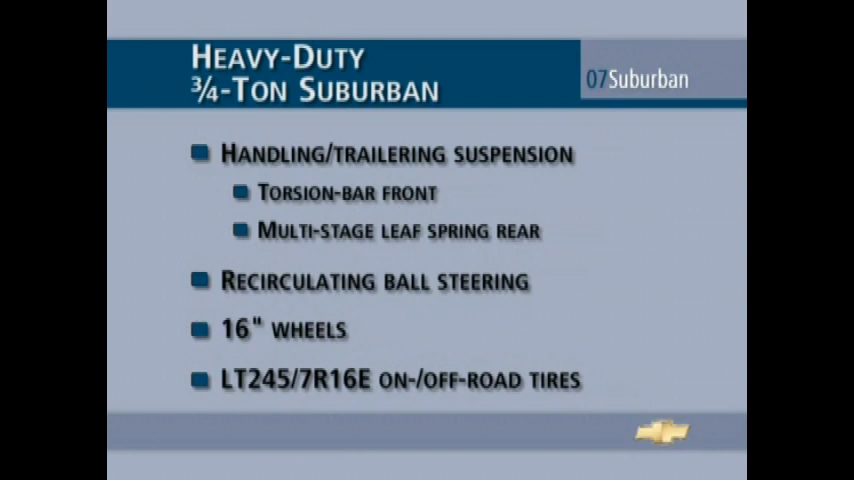 HEAVY-DUTY
¾-TON SUBURBAN
07Suburban
HANDLING/TRAILERING SUSPENSION
TORSION-BAR FRONT
MULTI-STAGE LEAF SPRING REAR
RECIRCULATING BALL STEERING
16" WHEELS
LT245/7R16E ON-/OFF-ROAD TIRES